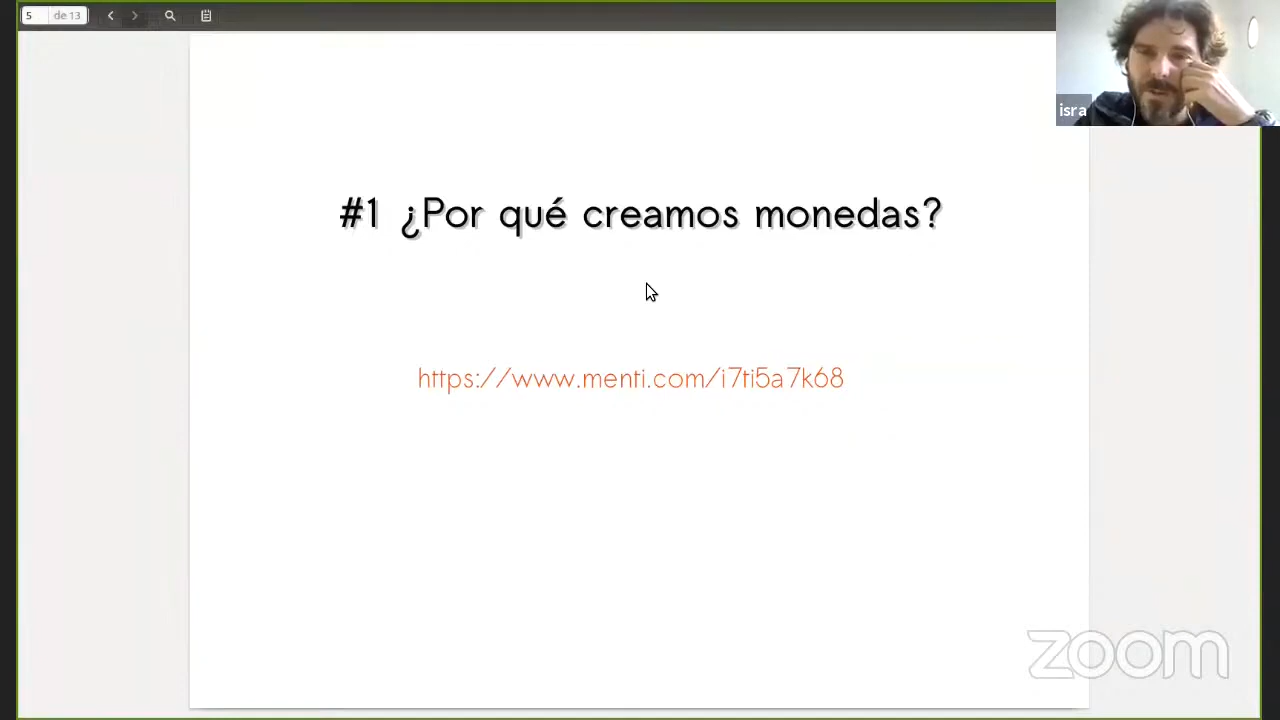 5 de 13
isra
#1 ¿Por qué creamos monedas?
https://www.menti.com/i7ti5a7k68
zoom